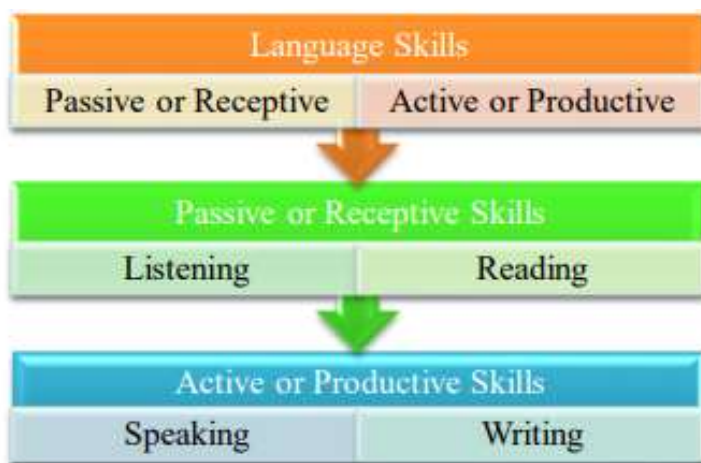 Language Skills
Passive or Receptive Active or Productive
Passive or Receptive Skills
Listening Reading
Active or Productive Skills
Speaking Writing